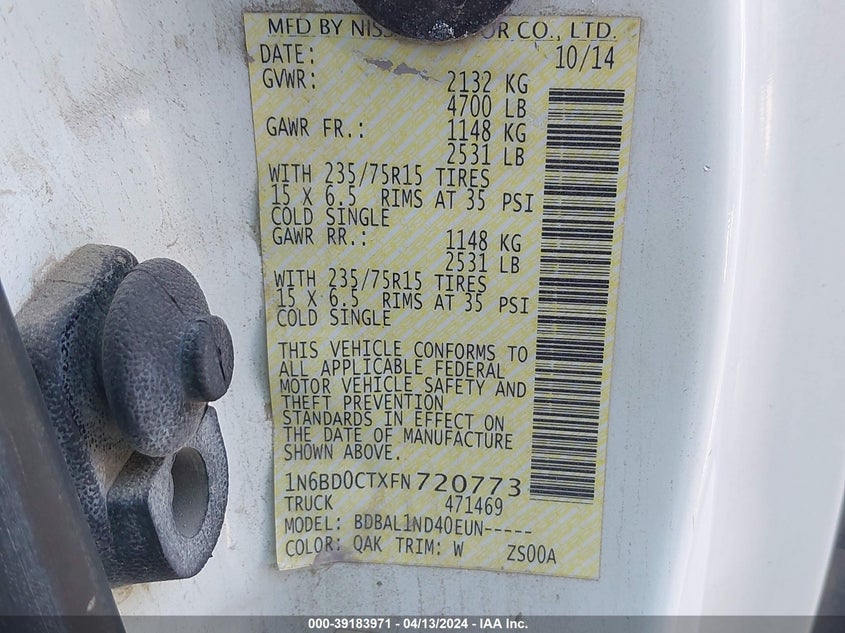 MFD BY NISS OR CO., LTD.
DATE: 10/14
GVWR: 2132 KG
4700 LB
GAWR FR.: 1148 KG
2531 LB
WITH 235/75R15 TIRES
15 X 6.5 RIMS AT 35 PSI
COLD SINGLE
GAWR RR.: 1148 KG
2531 LB
WITH 235/75R15 TIRES
15 X 6.5 RIMS AT 35 PSI
COLD SINGLE
THIS VEHICLE CONFORMS TO
ALL APPLICABLE FEDERAL
MOTOR VEHICLE SAFETY AND
THEFT PREVENTION
STANDARDS IN EFFECT ON
THE DATE OF MANUFACTURE
SHOWN ABOVE.
1N6BD0CTXFN720773
TRUCK 471469
MODEL: BDBAL1ND40EUN-----
COLOR: QAK TRIM: W ZS00A
000-39183971 - 04/13/2024 - IAA Inc.